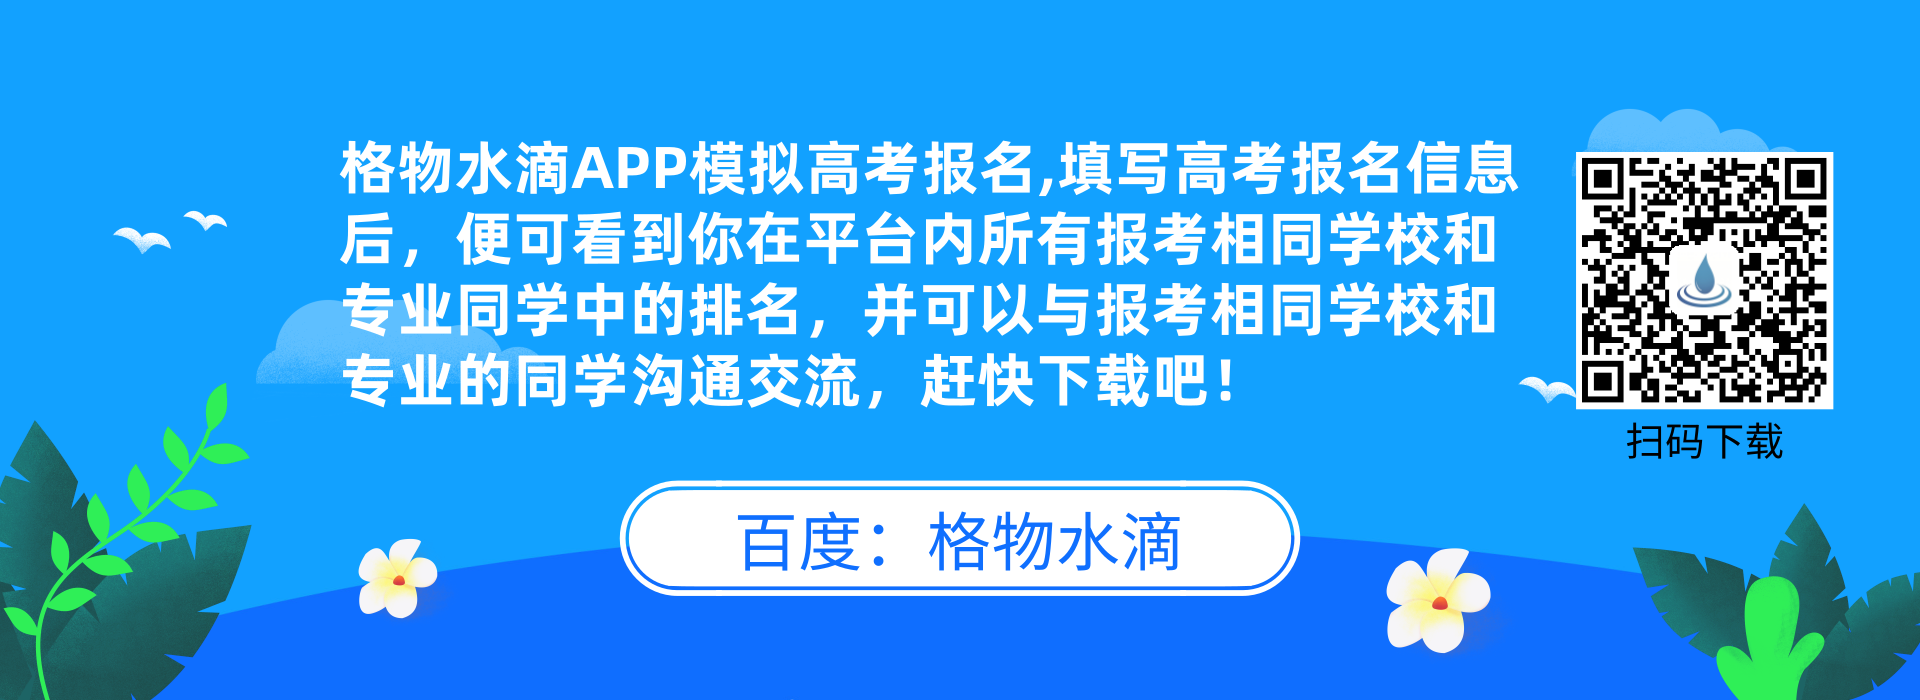 格物水滴APP模拟高考报名,填写高考报名信息
后，便可看到你在平台内所有报考相同学校和
专业同学中的排名，并可以与报考相同学校和
专业的同学沟通交流，赶快下载吧！
扫码下载
百度：格物水滴